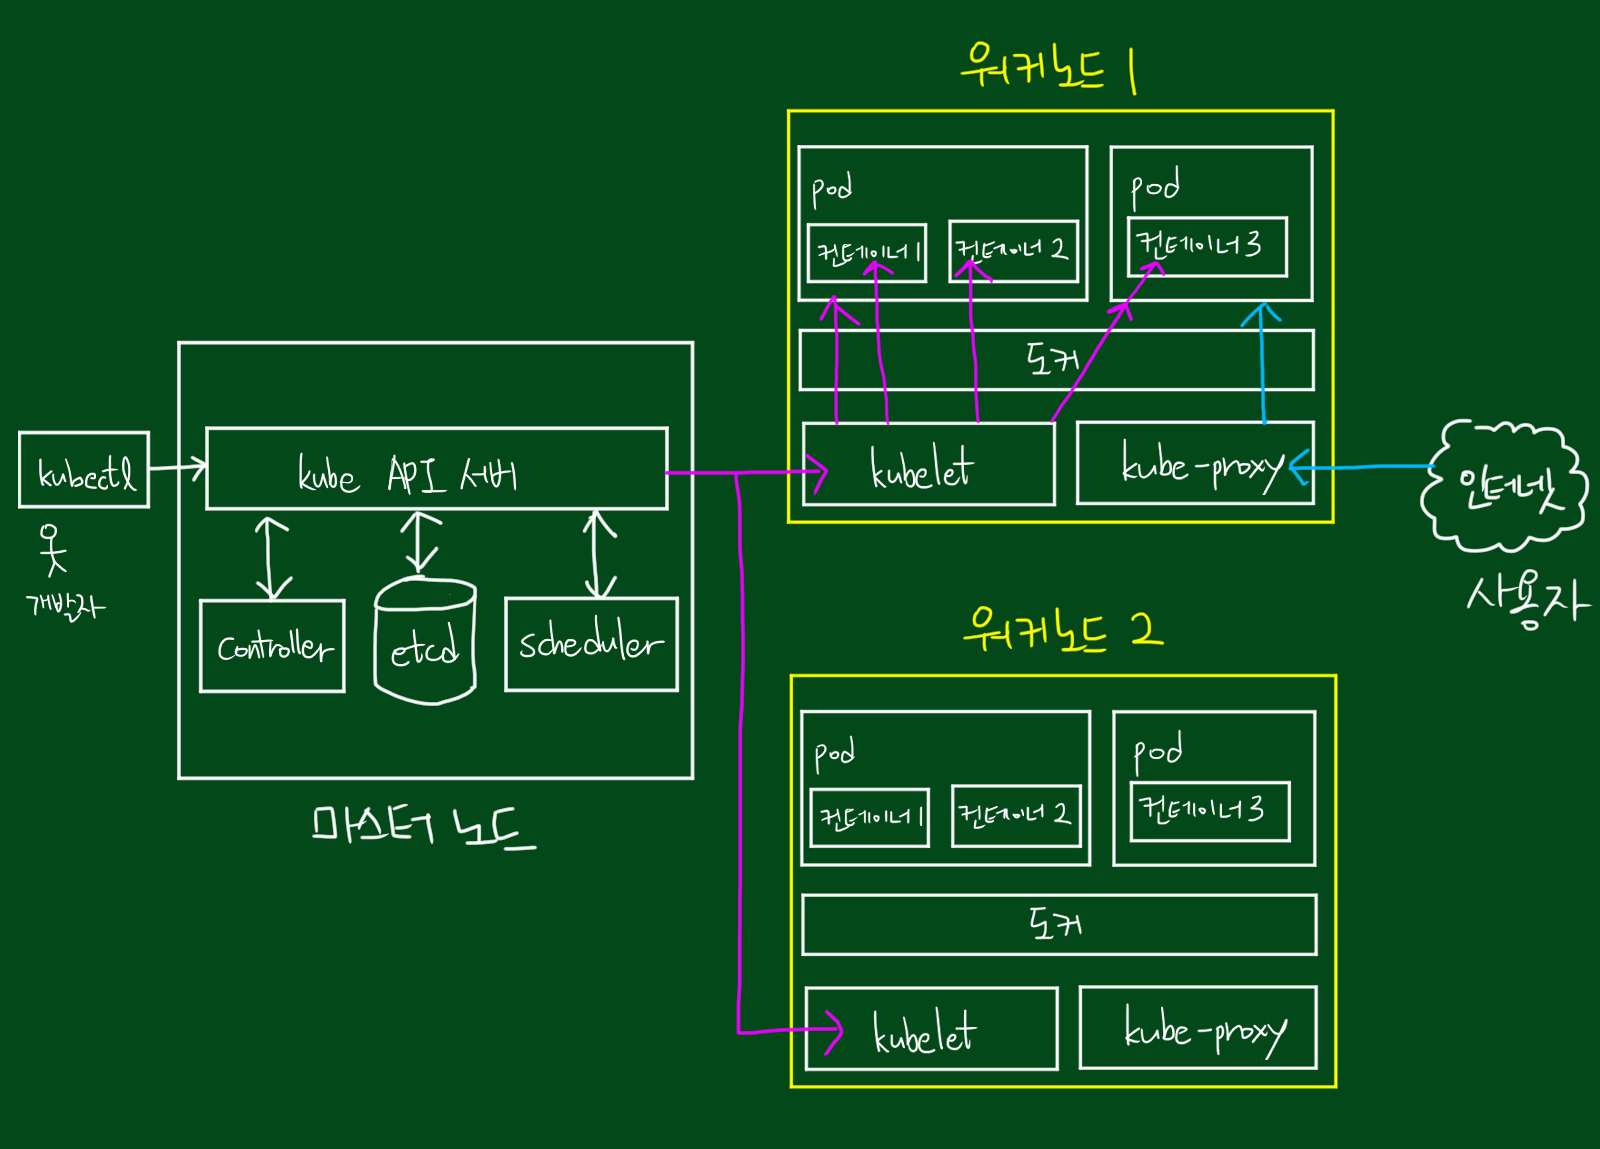 kubectl
개발자
kube API 서버
controller
etcd
scheduler
마스터 노드
워커노드 1
pod
컨테이너 1
컨테이너 2
pod
컨테이너 3
도커
kubelet
kube-proxy
인터넷
사용자
워커노드 2
pod
컨테이너 1
컨테이너 2
pod
컨테이너 3
도커
kubelet
kube-proxy